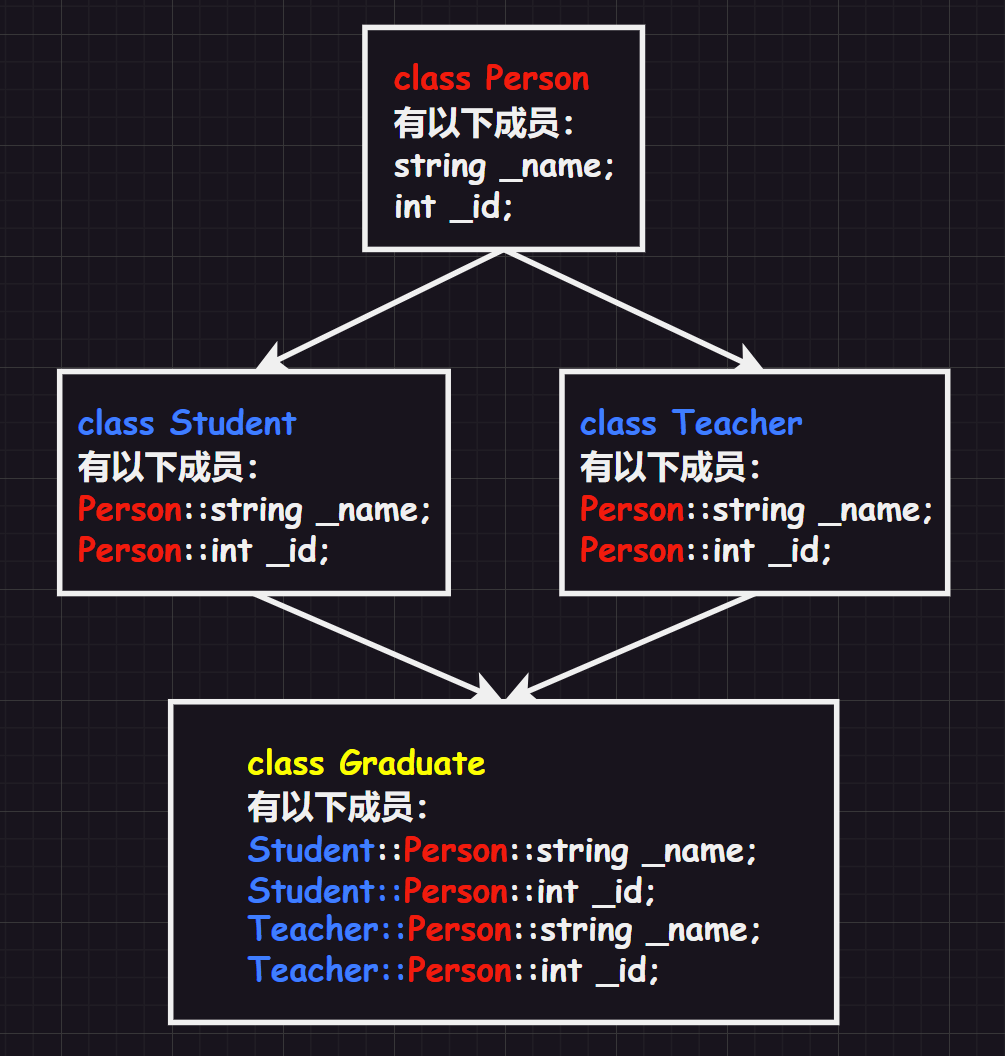 class Person
有以下成员：
string _name;
int _id;
class Student
有以下成员：
Person::string _name;
Person::int _id;
class Teacher
有以下成员：
Person::string _name;
Person::int _id;
class Graduate
有以下成员：
Student::Person::string _name;
Student::Person::int _id;
Teacher::Person::string _name;
Teacher::Person::int _id;